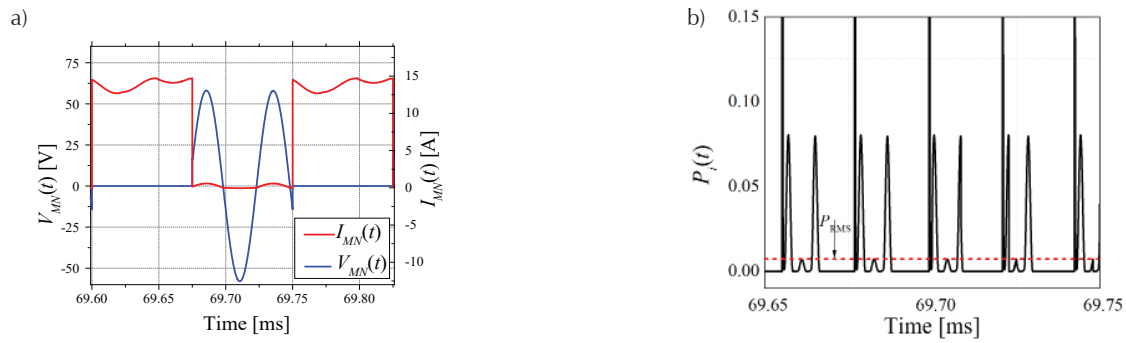 a)
75
50
25
0
-25
-50
15
10
5
0
-5
-10
V_MN(t) [V]
I_MN(t) [A]
I_MN(t)
V_MN(t)
69.60
69.65
69.70
69.75
69.80
Time [ms]
b)
0.15
0.10
0.05
0.00
P_i(t)
P_RMS
69.65
69.70
69.75
Time [ms]